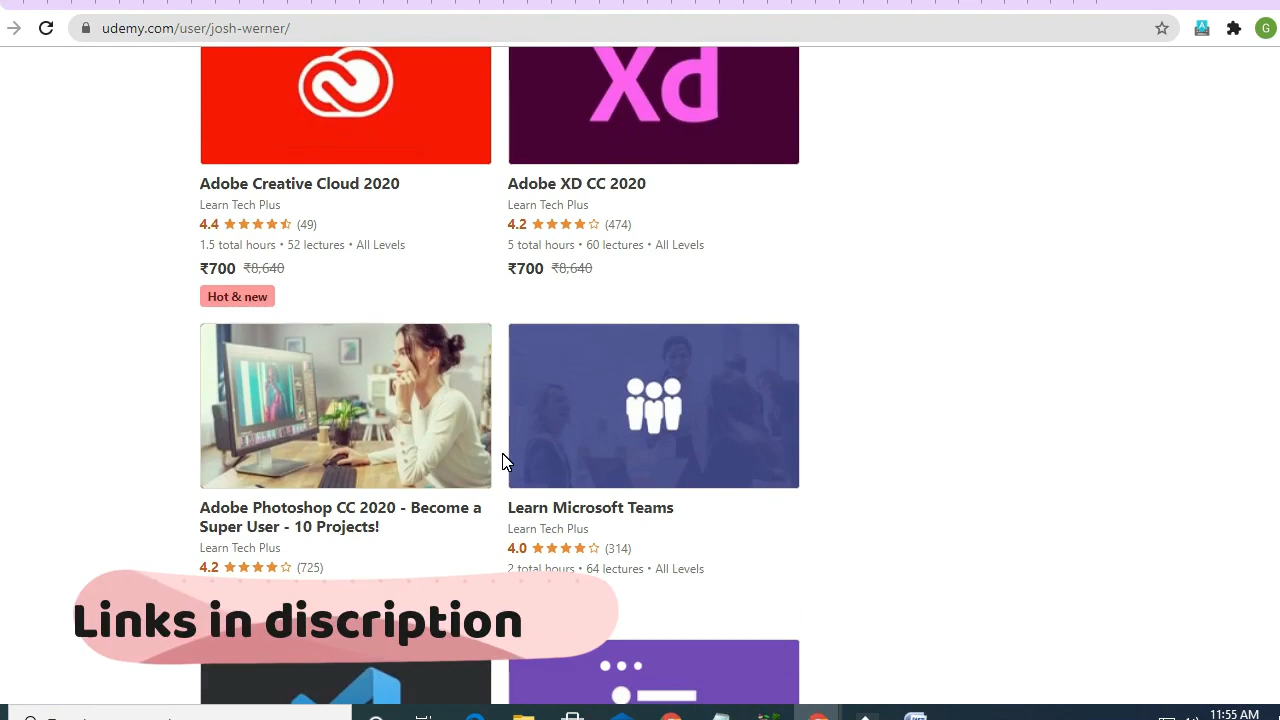 udemy.com/user/josh-werner/
G
Xd
Adobe Creative Cloud 2020
Learn Tech Plus
4.4 (49)
1.5 total hours • 52 lectures • All Levels
₹700 ₹8,640
Hot & new
Adobe XD CC 2020
Learn Tech Plus
4.2 (474)
5 total hours • 60 lectures • All Levels
₹700 ₹8,640
Adobe Photoshop CC 2020 - Become a
Super User - 10 Projects!
Learn Tech Plus
4.2 (725)
Learn Microsoft Teams
Learn Tech Plus
4.0 (314)
2 total hours • 64 lectures • All Levels
Links in discription
11:55 AM